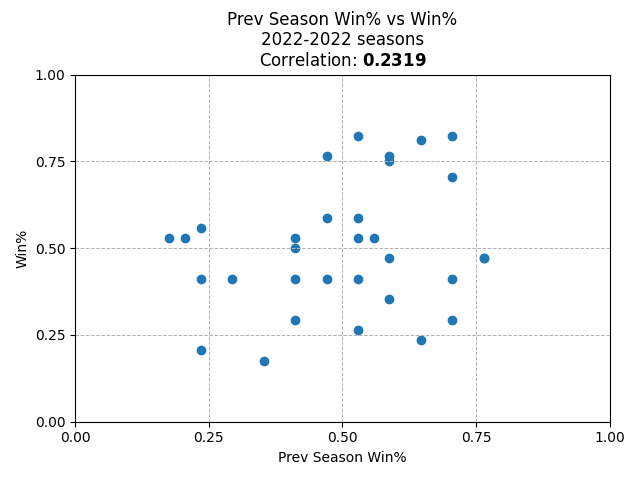 Prev Season Win% vs Win%
2022-2022 seasons
Correlation: 0.2319
1.00
0.75
0.50
0.25
0.00
Win%
0.00 0.25 0.50 0.75 1.00
Prev Season Win%